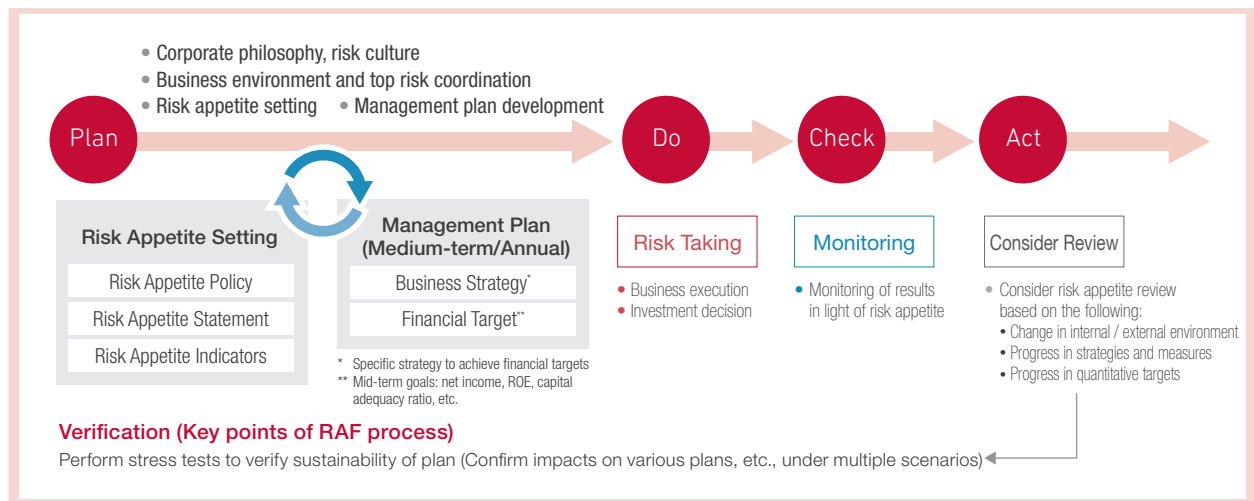 • Corporate philosophy, risk culture
• Business environment and top risk coordination
• Risk appetite setting • Management plan development
Plan
Do
Check
Act
Risk Appetite Setting
Risk Appetite Policy
Risk Appetite Statement
Risk Appetite Indicators
Management Plan
(Medium-term/Annual)
Business Strategy*
Financial Target**
* Specific strategy to achieve financial targets
** Mid-term goals: net income, ROE, capital
adequacy ratio, etc.
Risk Taking
• Business execution
• Investment decision
Monitoring
• Monitoring of results
in light of risk appetite
Consider Review
• Consider risk appetite review
based on the following:
• Change in internal / external environment
• Progress in strategies and measures
• Progress in quantitative targets
Verification (Key points of RAF process)
Perform stress tests to verify sustainability of plan (Confirm impacts on various plans, etc., under multiple scenarios)